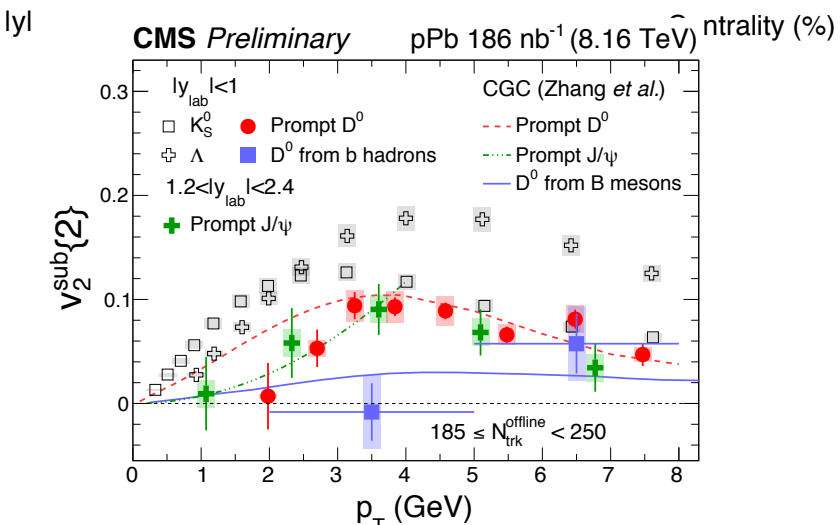 |y|
ntrality (%)
CMS Preliminary pPb 186 nb⁻¹ (8.16 TeV)
|y_lab|<1
K⁰_S
Λ
Prompt D⁰
D⁰ from b hadrons
1.2<|y_lab|<2.4
Prompt J/ψ
CGC (Zhang et al.)
Prompt D⁰
Prompt J/ψ
D⁰ from B mesons
v₂^sub{2}
0.3
0.2
0.1
0
185 ≤ N_trk^offline < 250
0 1 2 3 4 5 6 7 8
p_T (GeV)